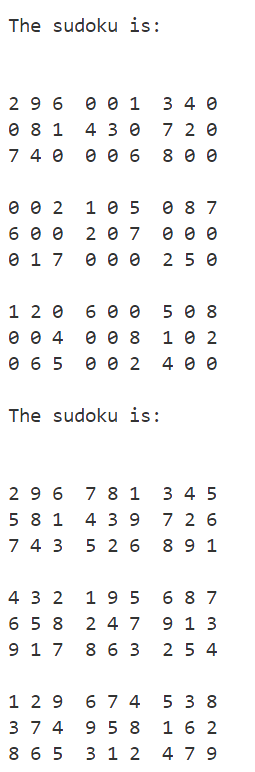 The sudoku is:
2 9 6  0 0 1  3 4 0
0 8 1  4 3 0  7 2 0
7 4 0  0 0 6  8 0 0
0 0 2  1 0 5  0 8 7
6 0 0  2 0 7  0 0 0
0 1 7  0 0 0  2 5 0
1 2 0  6 0 0  5 0 8
0 0 4  0 0 8  1 0 2
0 6 5  0 0 2  4 0 0
The sudoku is:
2 9 6  7 8 1  3 4 5
5 8 1  4 3 9  7 2 6
7 4 3  5 2 6  8 9 1
4 3 2  1 9 5  6 8 7
6 5 8  2 4 7  9 1 3
9 1 7  8 6 3  2 5 4
1 2 9  6 7 4  5 3 8
3 7 4  9 5 8  1 6 2
8 6 5  3 1 2  4 7 9